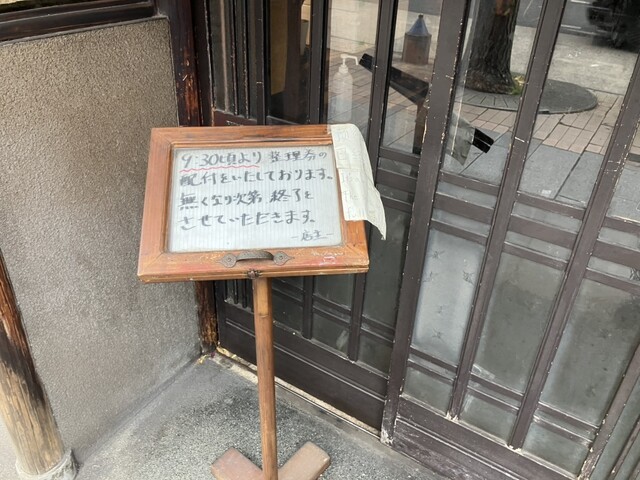 9:30頃より 整理券の
配付をいたしております。
無くなり次第 終了と
させていただきます。
—店主—